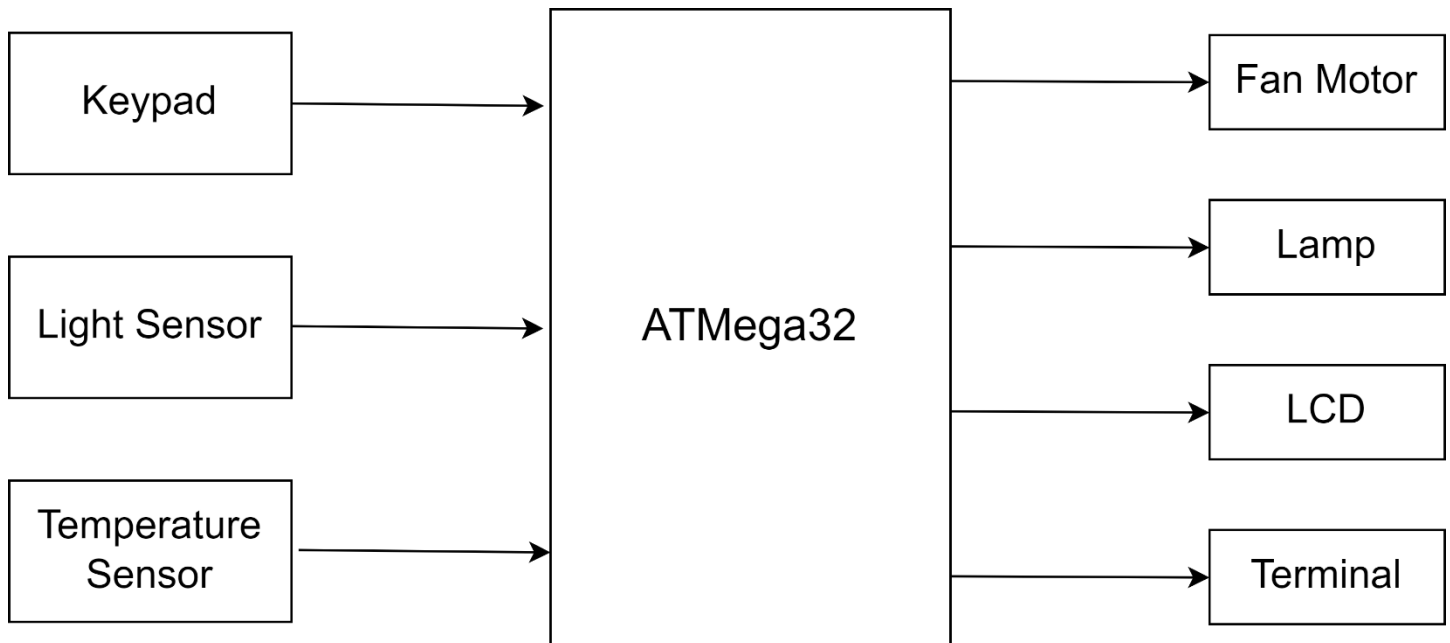 Keypad
Light Sensor
Temperature
Sensor
ATMega32
Fan Motor
Lamp
LCD
Terminal